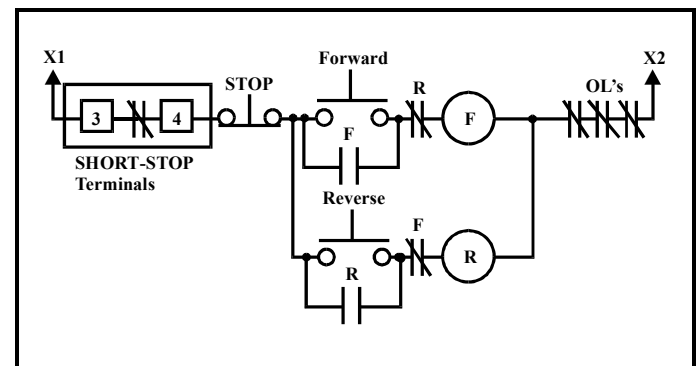 X1
X2
Forward
STOP
R
OL's
3
4
F
F
SHORT-STOP
Terminals
Reverse
F
R
R